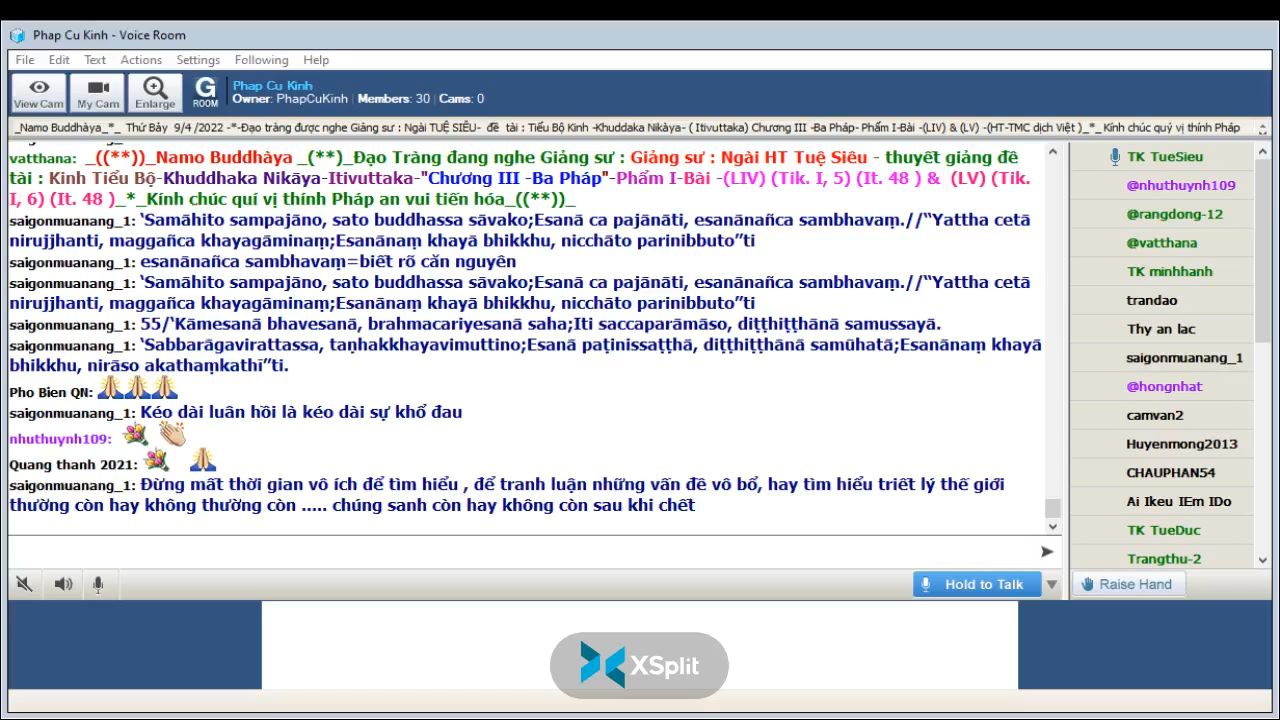 Phap Cu Kinh - Voice Room
File Edit Text Actions Settings Following Help
View Cam My Cam Enlarge G ROOM
Phap Cu Kinh
Owner: PhapCuKinh | Members: 30 | Cams: 0
_Namo Buddhàya_*_ Thứ Bảy 9/4 /2022 -*-Đạo tràng được nghe Giảng sư : Ngài TUỆ SIÊU- đề tài : Tiểu Bộ Kinh -Khuddaka Nikàya- ( Itivuttaka) Chương III -Ba Pháp- Phẩm I-Bài -(LIV) & (LV) -(HT-TMC dịch Việt )_*_ Kính chúc quý vị thính Pháp
vatthana: _((**))_Namo Buddhàya _(**)_Đạo Tràng đang nghe Giảng sư : Giảng sư : Ngài HT Tuệ Siêu - thuyết giảng đề
tài : Kinh Tiểu Bộ-Khuddhaka Nikāya-Itivuttaka-"Chương III -Ba Pháp"-Phẩm I-Bài -(LIV) (Tik. I, 5) (It. 48 ) & (LV) (Tik.
I, 6) (It. 48 )_*_Kính chúc quí vị thính Pháp an vui tiến hóa_((**))_
saigonmuanang_1: ‘Samāhito sampajāno, sato buddhassa sāvako;Esanā ca pajānāti, esanānañca sambhavaṃ.//“Yattha cetā
nirujjhanti, maggañca khayagāminaṃ;Esanānaṃ khayā bhikkhu, nicchāto parinibbuto”ti
saigonmuanang_1: esanānañca sambhavaṃ=biết rõ căn nguyên
saigonmuanang_1: ‘Samāhito sampajāno, sato buddhassa sāvako;Esanā ca pajānāti, esanānañca sambhavaṃ.//“Yattha cetā
nirujjhanti, maggañca khayagāminaṃ;Esanānaṃ khayā bhikkhu, nicchāto parinibbuto”ti
saigonmuanang_1: 55/‘Kāmesanā bhavesanā, brahmacariyesanā saha;Iti saccaparāmāso, diṭṭhiṭṭhānā samussayā.
saigonmuanang_1: ‘Sabbarāgavirattassa, taṇhakkhayavimuttino;Esanā paṭinissaṭṭhā, diṭṭhiṭṭhānā samūhatā;Esanānaṃ khayā
bhikkhu, nirāso akathaṃkathī”ti.
Pho Bien QN:
saigonmuanang_1: Kéo dài luân hồi là kéo dài sự khổ đau
nhuthuynh109:
Quang thanh 2021:
saigonmuanang_1: Đừng mất thời gian vô ích để tìm hiểu , để tranh luận những vấn đề vô bổ, hay tìm hiểu triết lý thế giới
thường còn hay không thường còn ..... chúng sanh còn hay không còn sau khi chết
TK TueSieu
@nhuthuynh109
@rangdong-12
@vatthana
TK minhhanh
trandao
Thy an lac
saigonmuanang_1
@hongnhat
camvan2
Huyenmong2013
CHAUPHAN54
Ai Ikeu IEm IDo
TK TueDuc
Trangthu-2
Hold to Talk
Raise Hand
XSplit